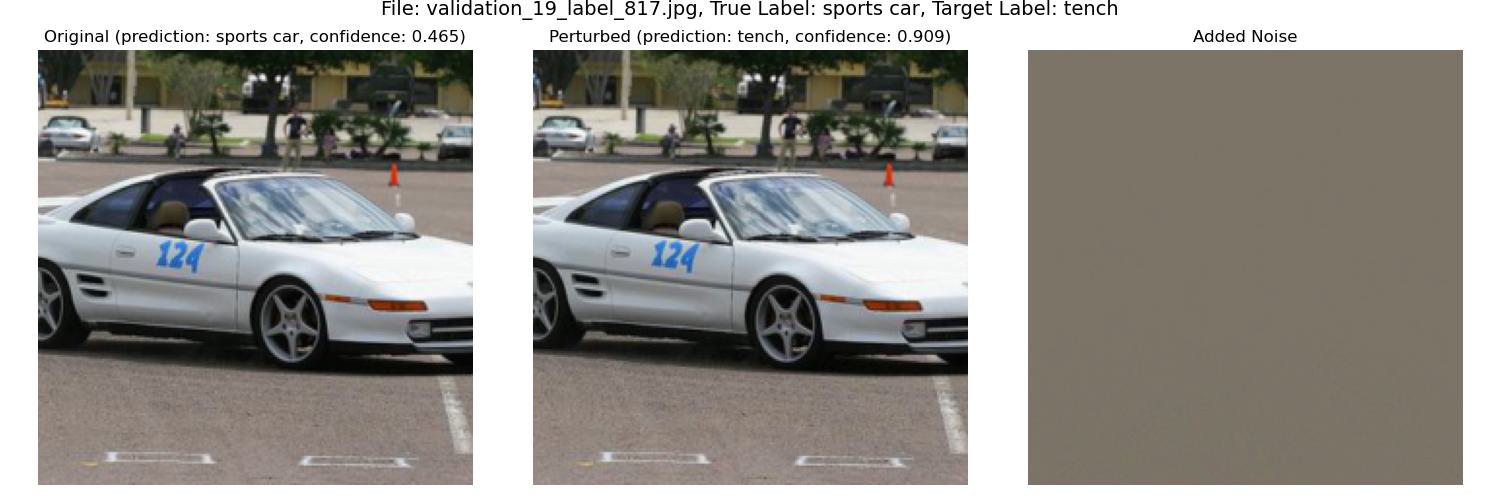 File: validation_19_label_817.jpg, True Label: sports car, Target Label: tench
Original (prediction: sports car, confidence: 0.465)
Perturbed (prediction: tench, confidence: 0.909)
Added Noise
124
124